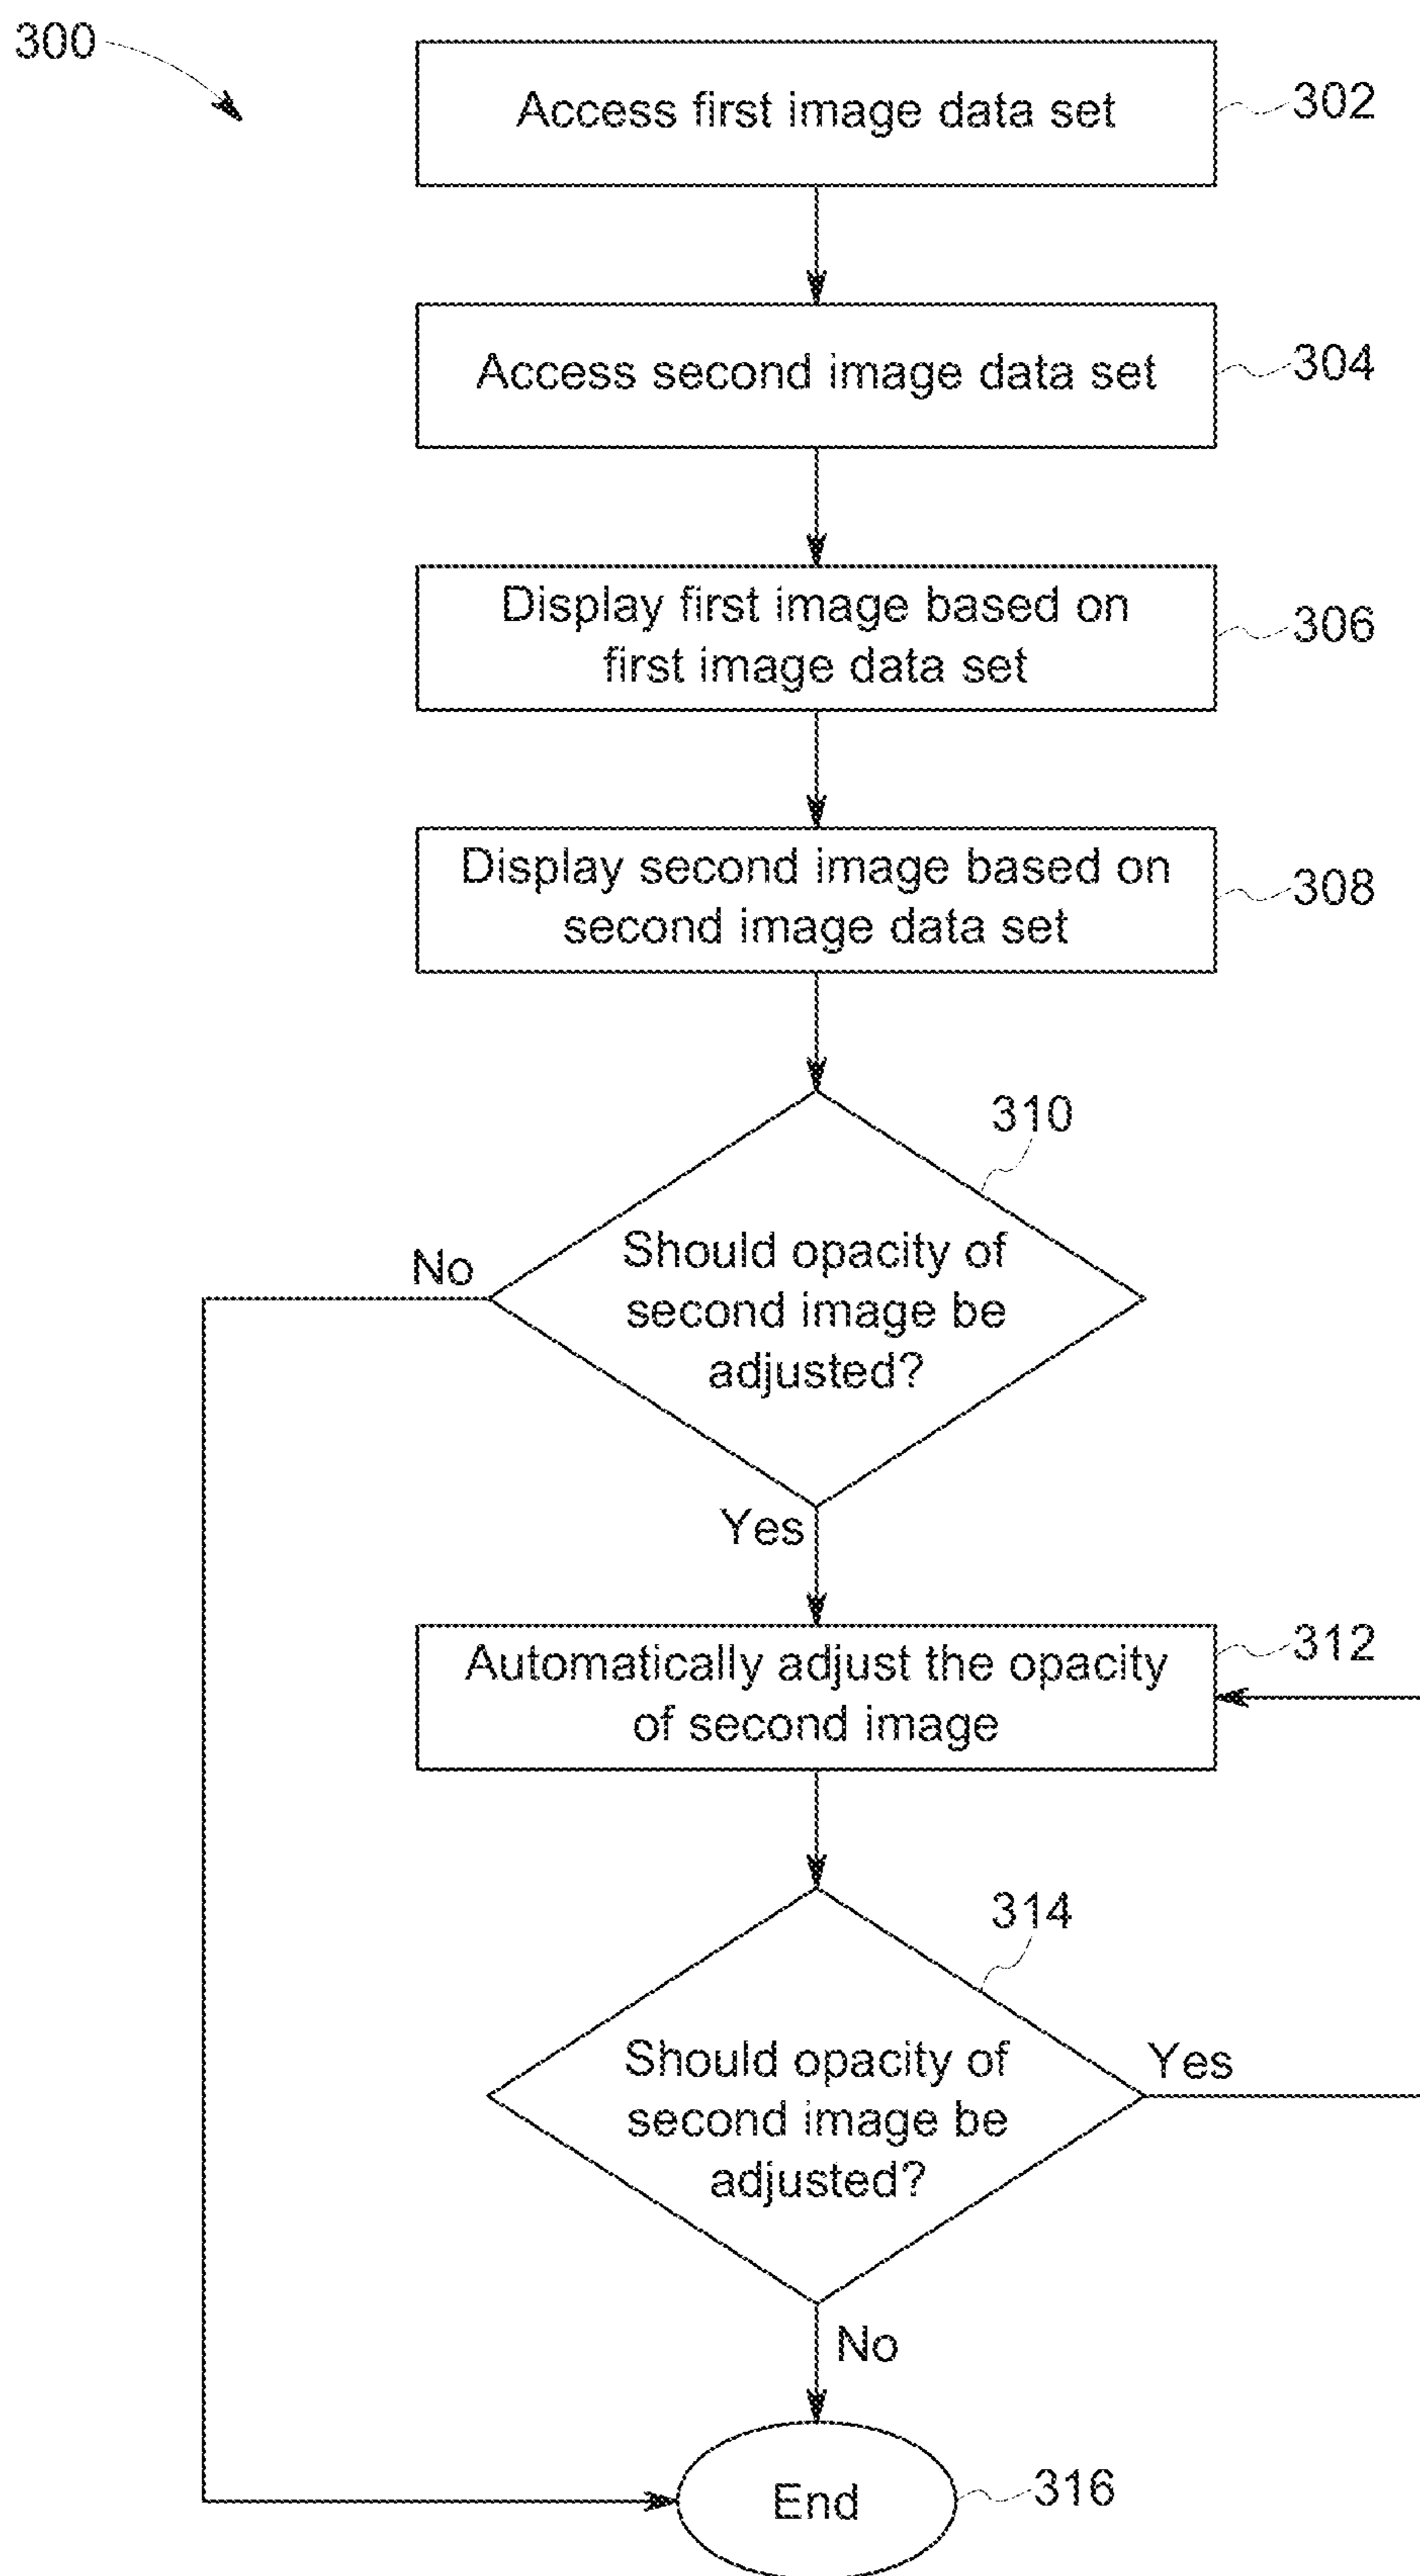 300
Access first image data set
302
Access second image data set
304
Display first image based on
first image data set
306
Display second image based on
second image data set
308
310
Should opacity of
second image be
adjusted?
No
Yes
Automatically adjust the opacity
of second image
312
314
Should opacity of
second image be
adjusted?
Yes
No
End
316